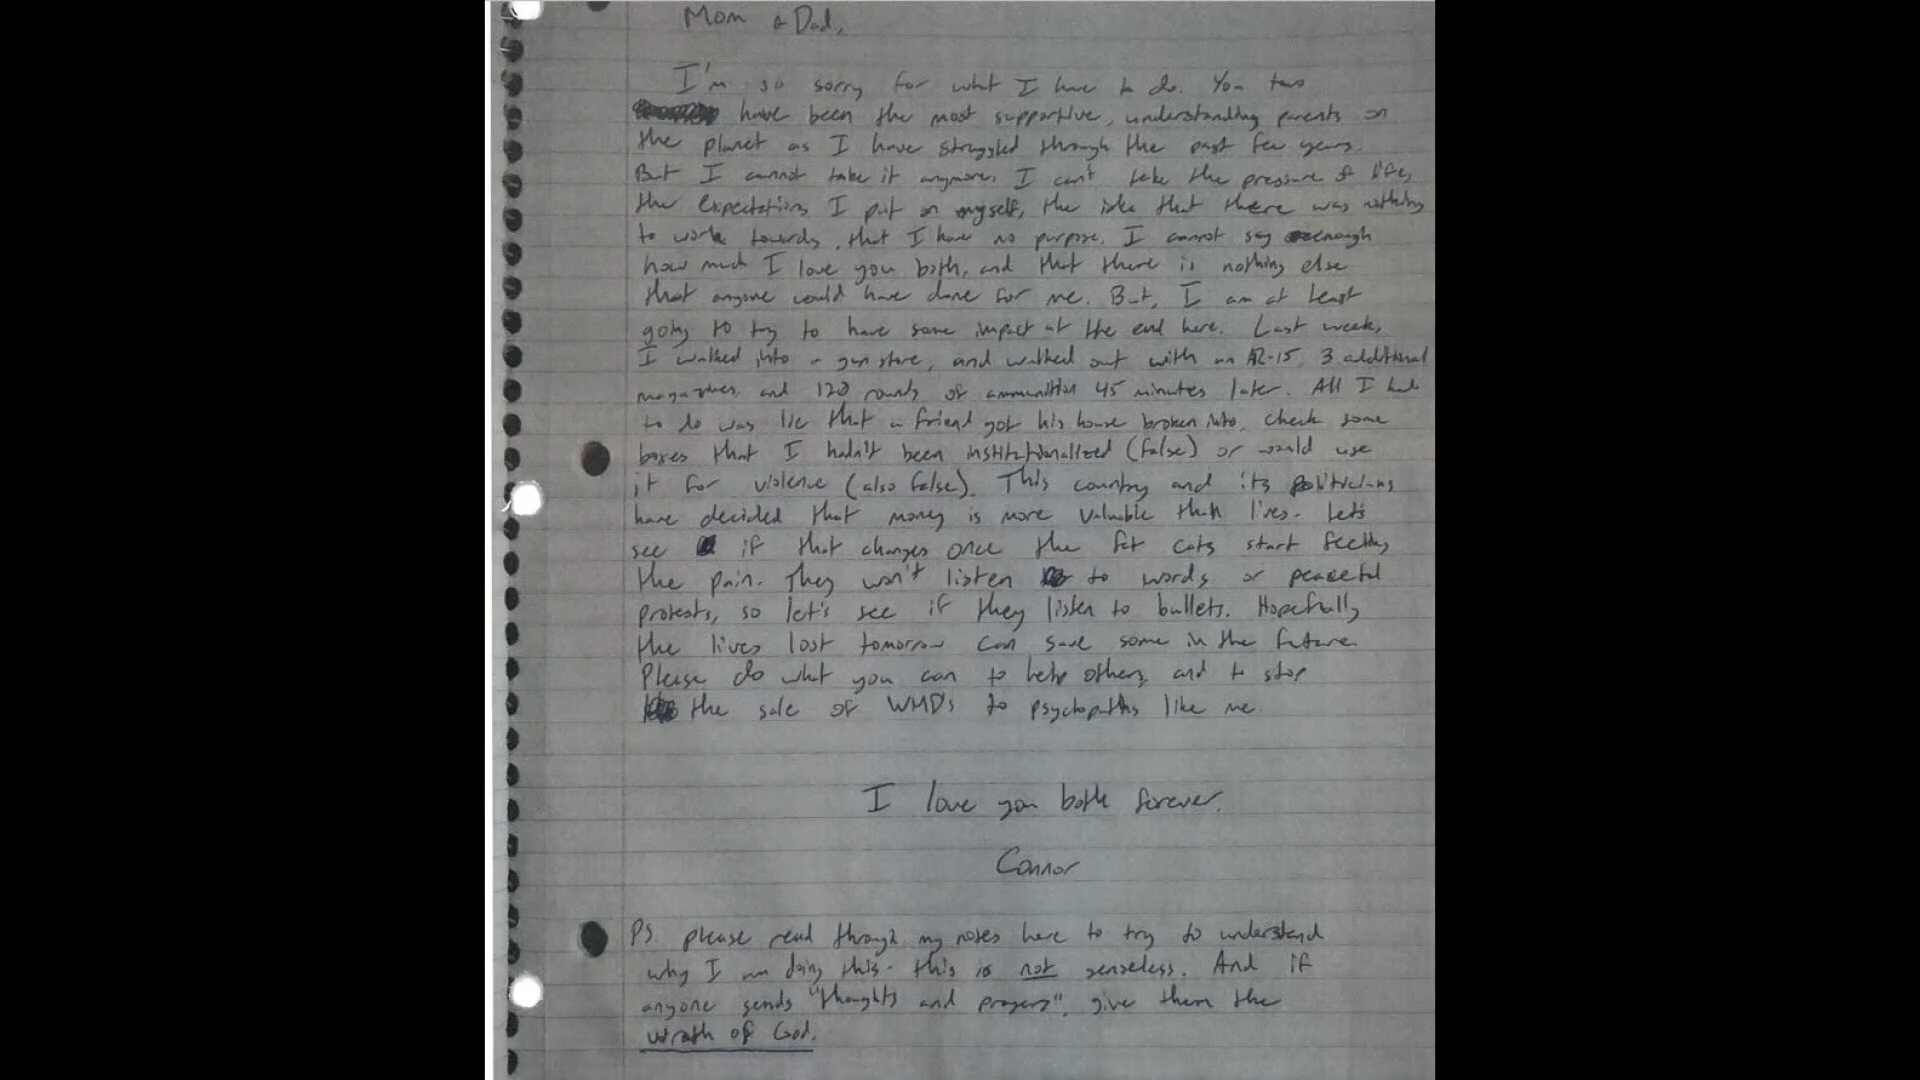 Mom & Dad,
I'm so sorry for what I have to do. You two
have been the most supportive, understanding parents on
the planet as I have struggled through the past few years.
But I cannot take it anymore. I can't take the pressure of life,
the expectations I put on myself, the idea that there was nothing
to work towards, that I have no purpose. I cannot say enough
how much I love you both, and that there is nothing else
that anyone could have done for me. But, I am at least
going to try to have some impact at the end here. Last week,
I walked into a gun store, and walked out with an AR-15, 3 additional
magazines, and 120 rounds of ammunition 45 minutes later. All I had
to do was lie that a friend got his house broken into, check some
boxes that I hadn't been institutionalized (false) or would use
it for violence (also false). This country and its politicians
have decided that money is more valuable than lives. Let's
see if that changes once the fat cats start feeling
the pain. They won't listen to words or peaceful
protests, so let's see if they listen to bullets. Hopefully
the lives lost tomorrow can save some in the future.
Please do what you can to help others, and to stop
the sale of WMDs to psychopaths like me.
I love you both forever.
Connor
PS. please read through my notes here to try to understand
why I am doing this - this is not senseless. And if
anyone sends "thoughts and prayers", give them the
wrath of God.